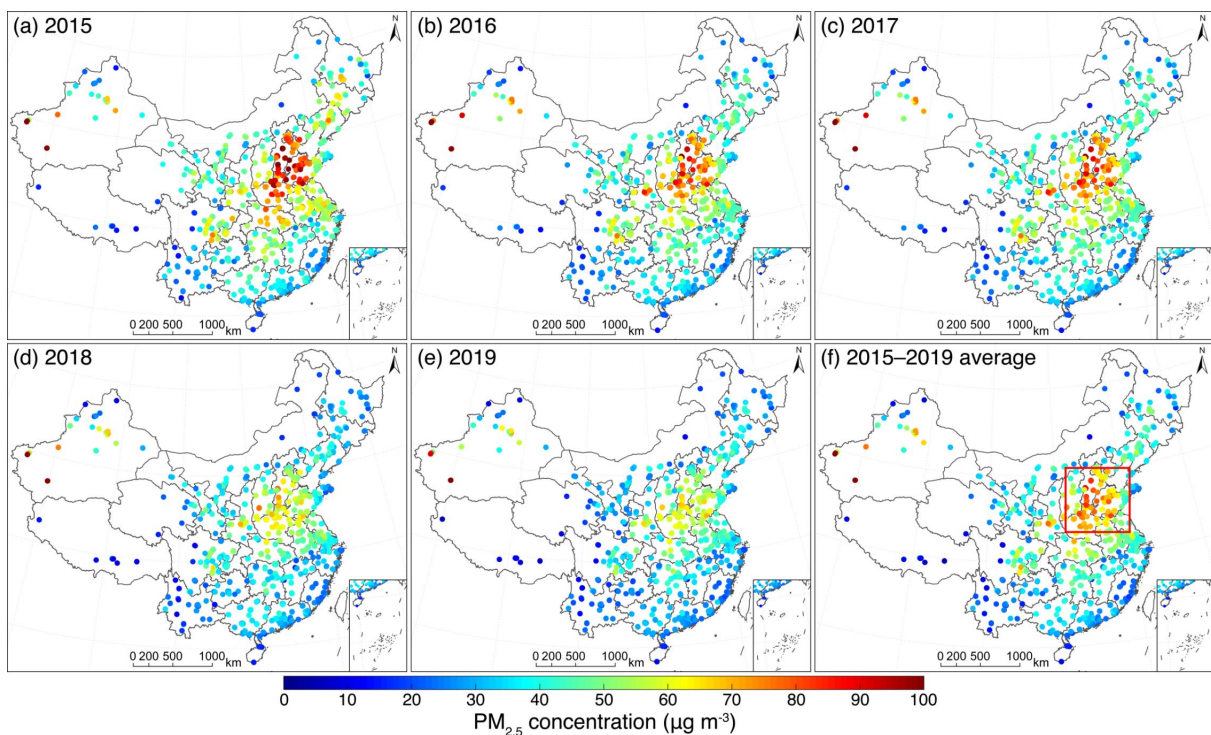 (a) 2015
N
0 200 500 1000
km
(b) 2016
N
0 200 500 1000
km
(c) 2017
N
0 200 500 1000
km
(d) 2018
N
0 200 500 1000
km
(e) 2019
N
0 200 500 1000
km
(f) 2015–2019 average
N
0 200 500 1000
km
0 10 20 30 40 50 60 70 80 90 100
PM2.5 concentration (μg m-3)